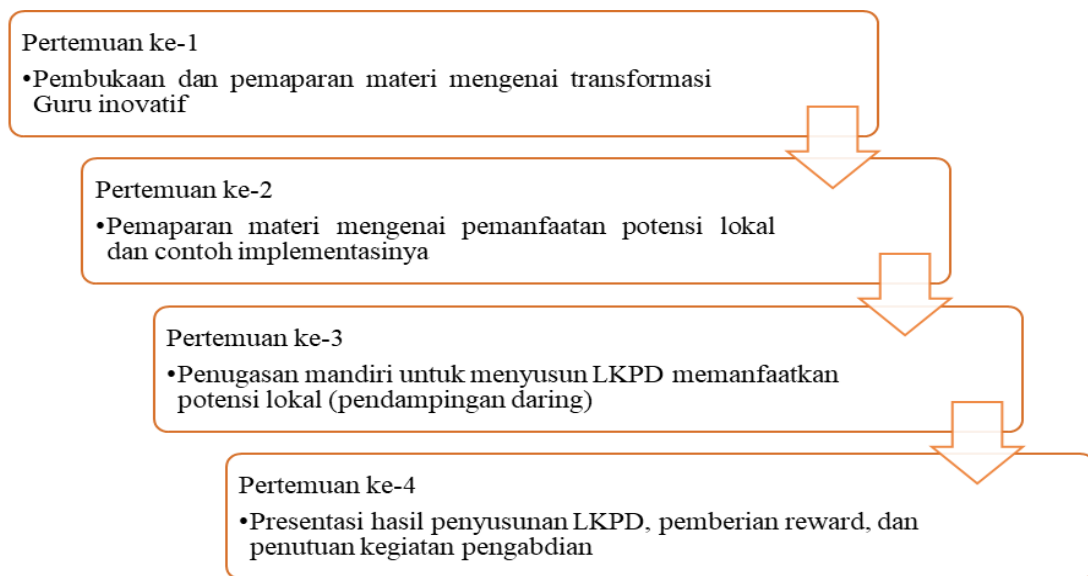 Pertemuan ke-1
•Pembukaan dan pemaparan materi mengenai transformasi
Guru inovatif
Pertemuan ke-2
•Pemaparan materi mengenai pemanfaatan potensi lokal
dan contoh implementasinya
Pertemuan ke-3
•Penugasan mandiri untuk menyusun LKPD memanfaatkan
potensi lokal (pendampingan daring)
Pertemuan ke-4
•Presentasi hasil penyusunan LKPD, pemberian reward, dan
penutuan kegiatan pengabdian